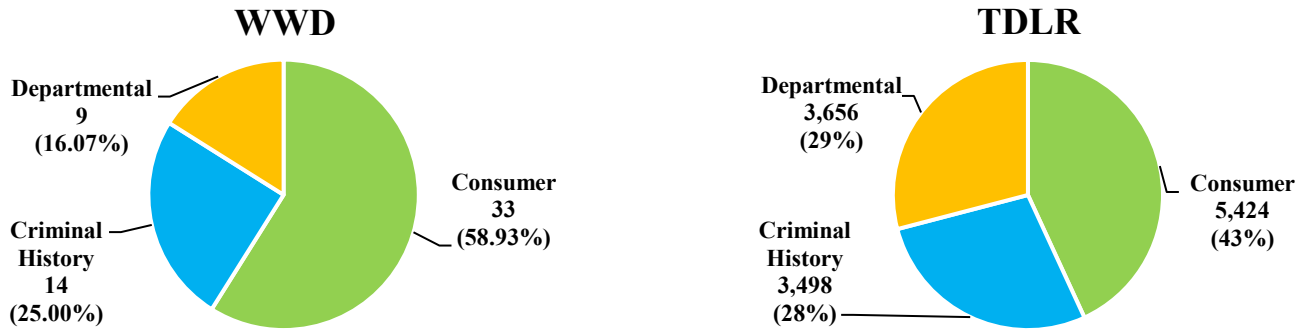 WWD
Departmental
9
(16.07%)
Consumer
33
(58.93%)
Criminal
History
14
(25.00%)
TDLR
Departmental
3,656
(29%)
Consumer
5,424
(43%)
Criminal
History
3,498
(28%)